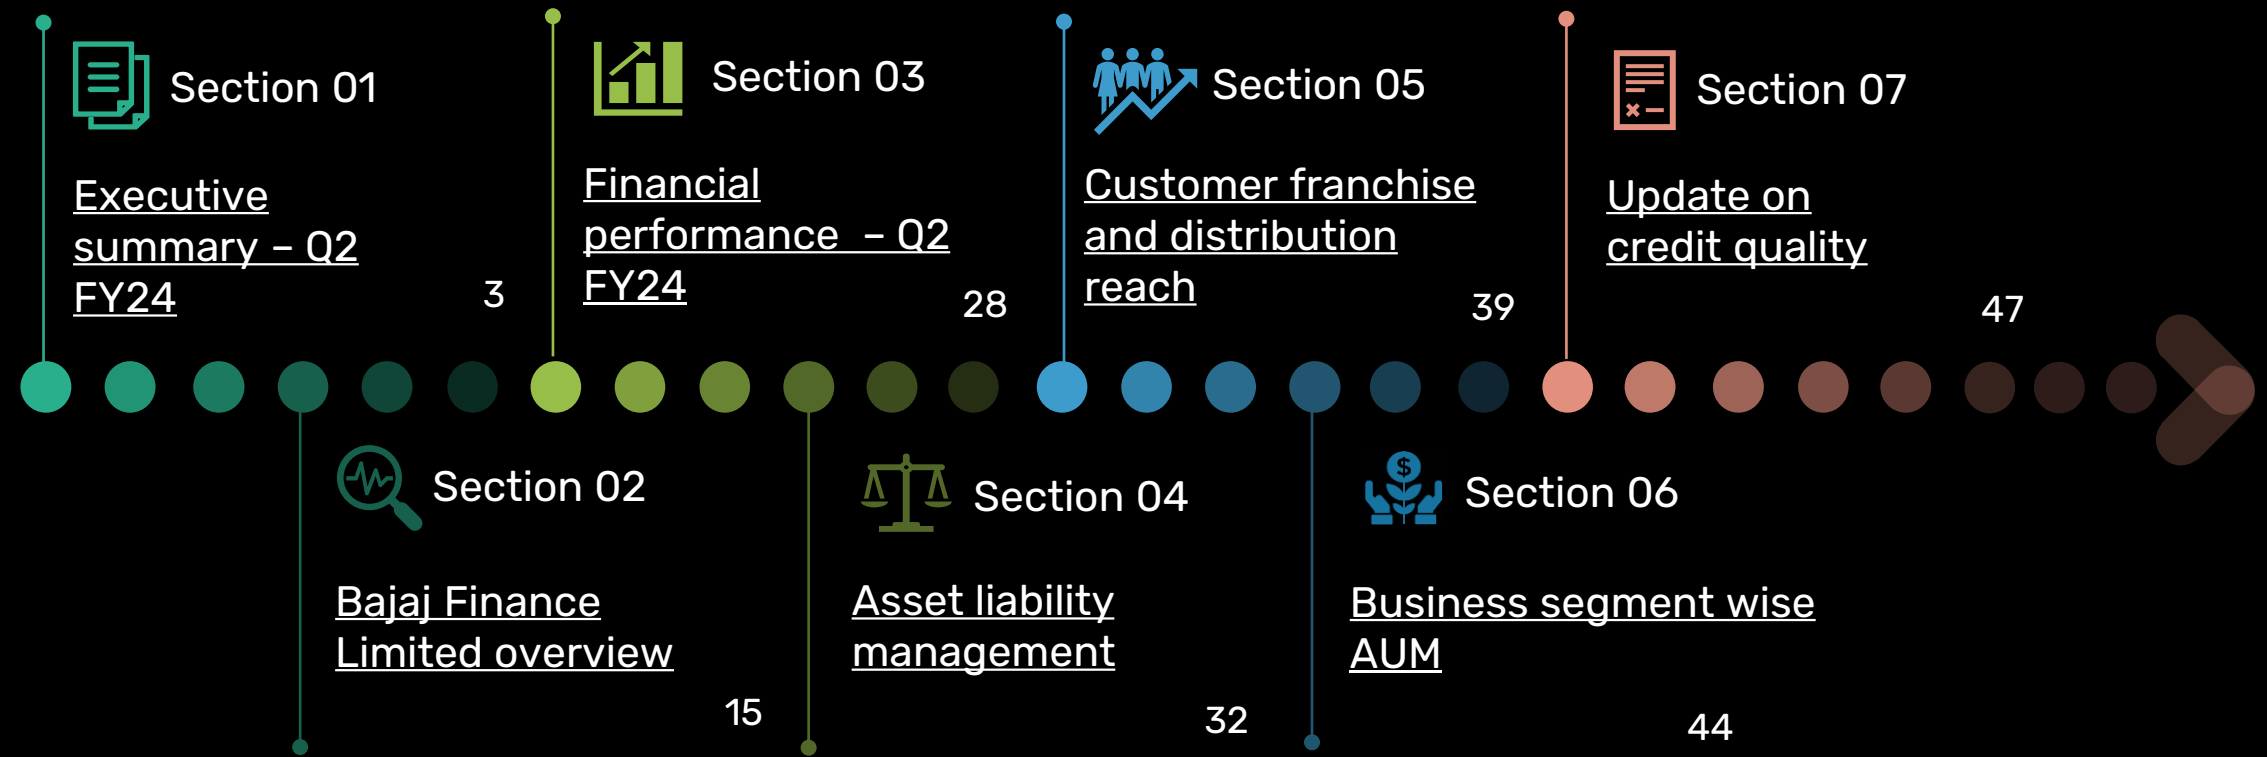 Section 01
Executive
summary – Q2
FY24
3
Section 02
Bajaj Finance
Limited overview
15
Section 03
Financial
performance – Q2
FY24
28
Section 04
Asset liability
management
32
Section 05
Customer franchise
and distribution
reach
39
Section 06
$
Business segment wise
AUM
44
Section 07
Update on
credit quality
47